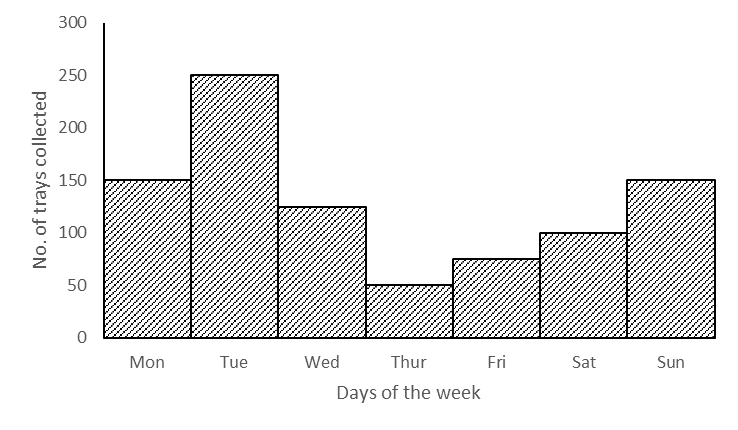 300
250
200
150
100
50
0
No. of trays collected
Mon Tue Wed Thur Fri Sat Sun
Days of the week